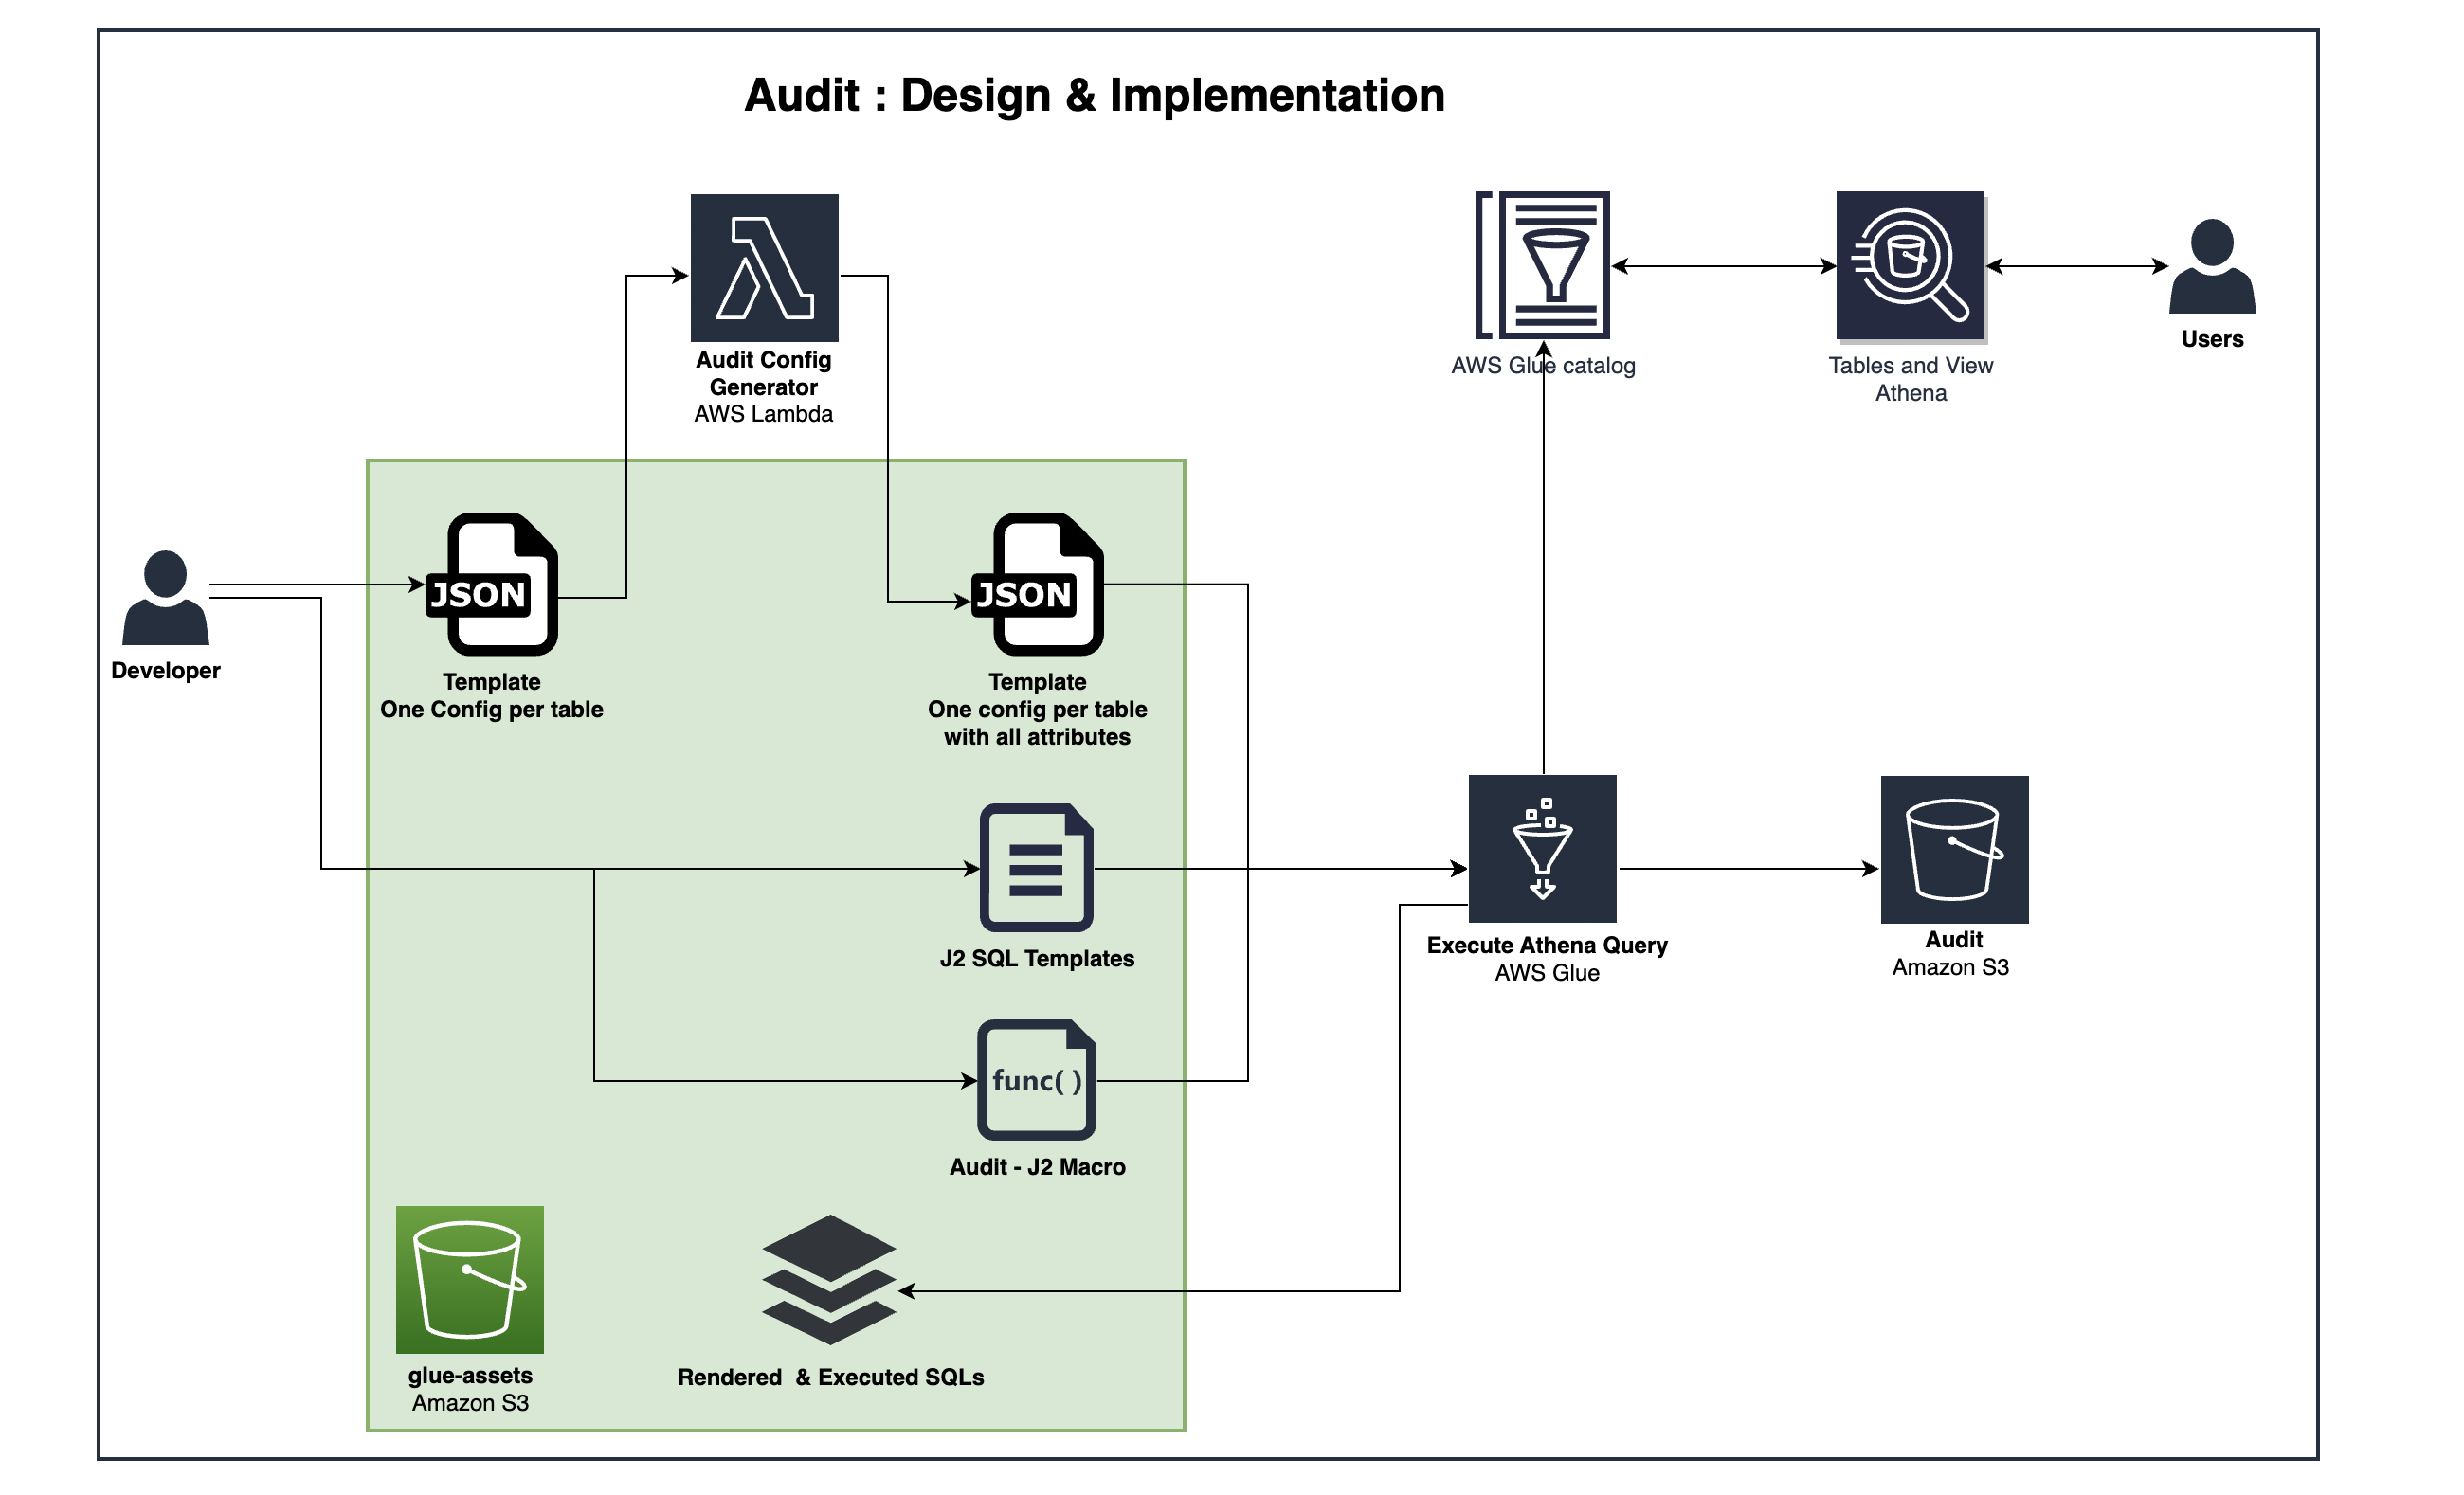 Audit : Design & Implementation
Audit Config
Generator
AWS Lambda
AWS Glue catalog
Tables and View
Athena
Users
Developer
JSON
Template
One Config per table
JSON
Template
One config per table
with all attributes
J2 SQL Templates
Execute Athena Query
AWS Glue
Audit
Amazon S3
func( )
Audit - J2 Macro
glue-assets
Amazon S3
Rendered  & Executed SQLs